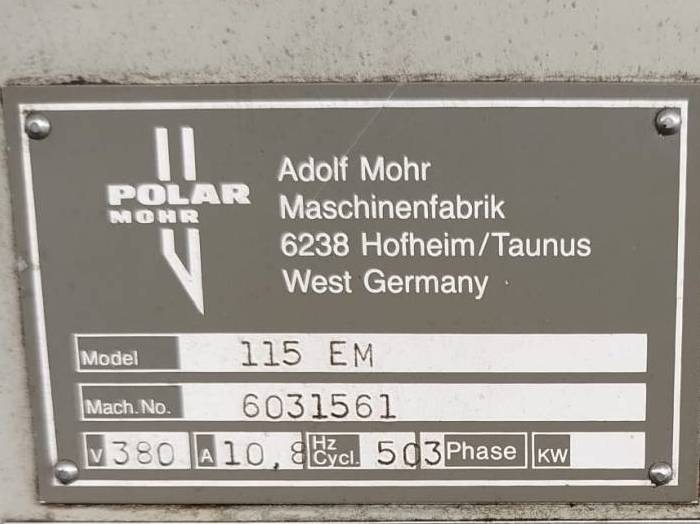 POLAR
MOHR
Adolf Mohr
Maschinenfabrik
6238 Hofheim/Taunus
West Germany
Model 115 EM
Mach. No. 6031561
V 380 A 10,8 Hz Cycl. 50 3 Phase KW